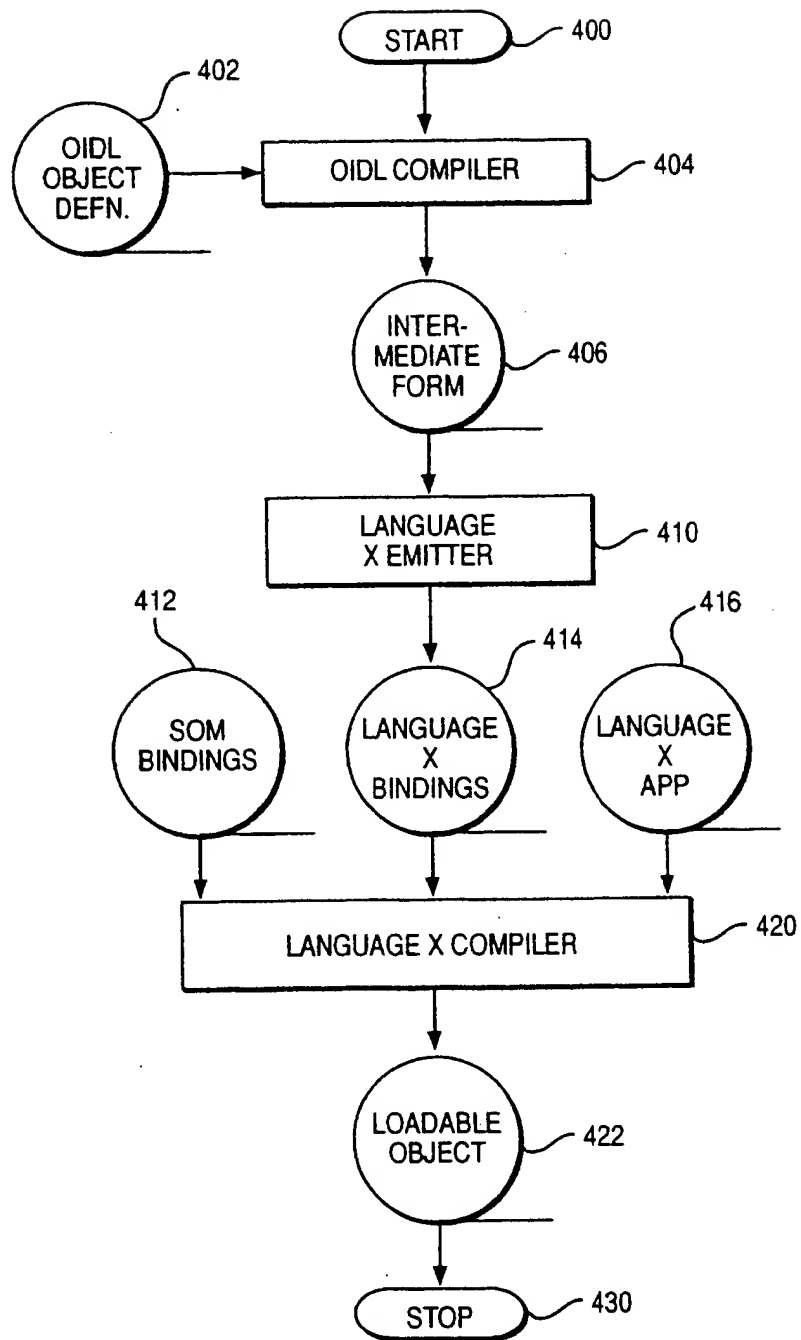 START
400
402
OIDL
OBJECT
DEFN.
OIDL COMPILER
404
INTER-
MEDIATE
FORM
406
LANGUAGE
X EMITTER
410
412
414
416
SOM
BINDINGS
LANGUAGE
X
BINDINGS
LANGUAGE
X
APP
LANGUAGE X COMPILER
420
LOADABLE
OBJECT
422
STOP
430